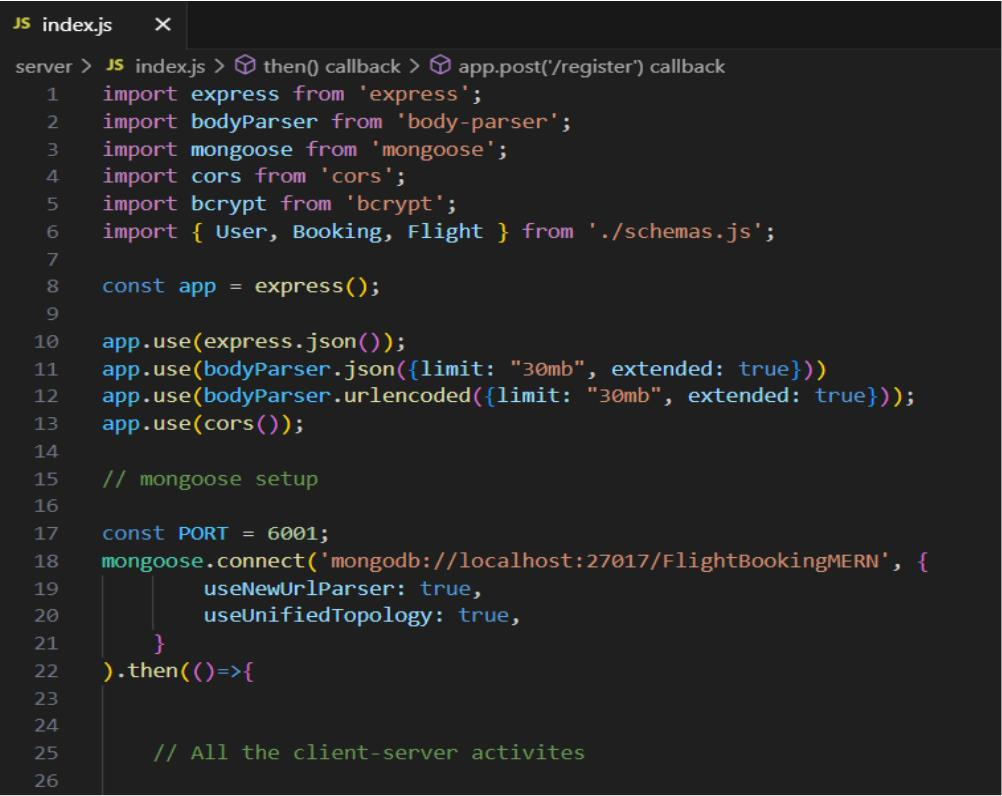 JS index.js ×
server > JS index.js > then() callback > app.post('/register') callback
1 import express from 'express';
2 import bodyParser from 'body-parser';
3 import mongoose from 'mongoose';
4 import cors from 'cors';
5 import bcrypt from 'bcrypt';
6 import { User, Booking, Flight } from './schemas.js';
7
8 const app = express();
9
10 app.use(express.json());
11 app.use(bodyParser.json({limit: "30mb", extended: true}))
12 app.use(bodyParser.urlencoded({limit: "30mb", extended: true}));
13 app.use(cors());
14
15 // mongoose setup
16
17 const PORT = 6001;
18 mongoose.connect('mongodb://localhost:27017/FlightBookingMERN', {
19 useNewUrlParser: true,
20 useUnifiedTopology: true,
21 }
22 ).then(()=>{
23
24
25 // All the client-server activites
26